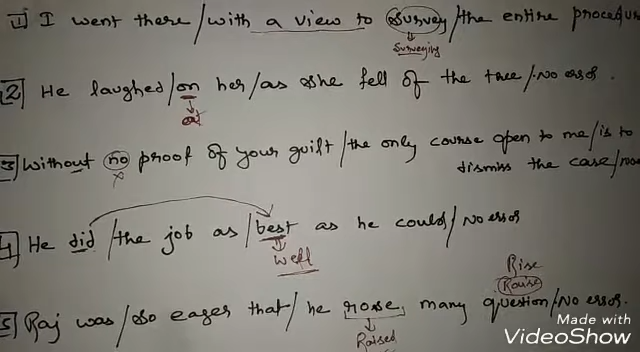 1] I went there / with a view to survey / the entire procedure
surveying
2] He laughed / on her / as she fell of the tree / No error.
at
3] Without no proof of your guilt / the only course open to me / is to
x
dismiss the case / no
4] He did / the job as / best as he could / No error
well
Rise
Raise
5] Raj was / so eager that / he rose many question / No error.
Raised
Made with
VideoShow